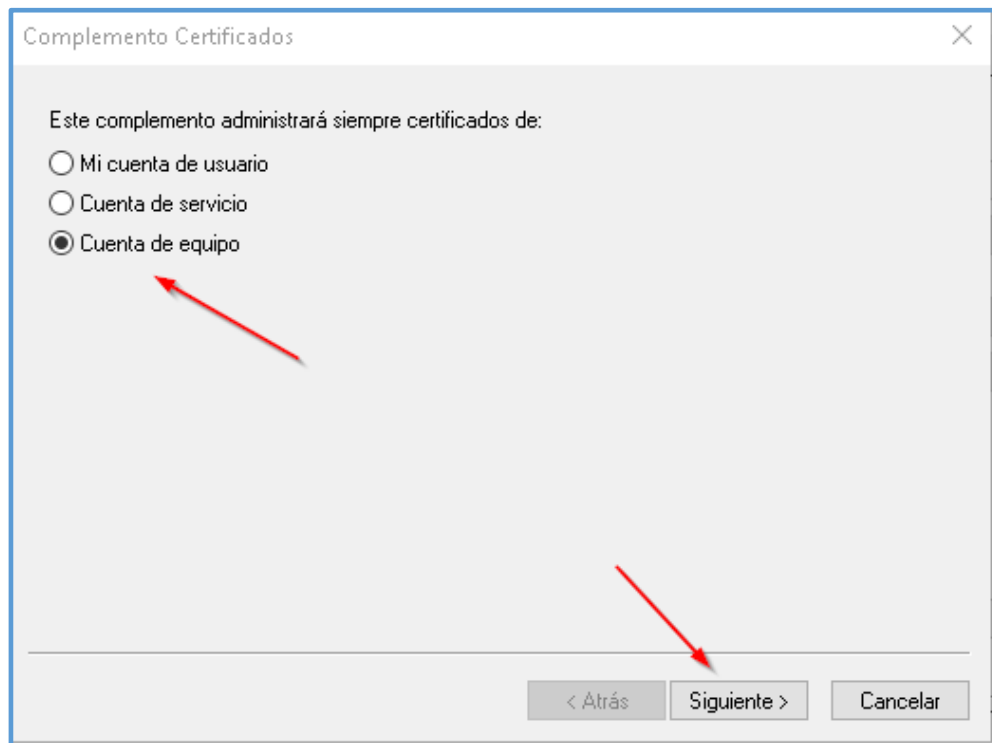 Complemento Certificados
Este complemento administrará siempre certificados de:
Mi cuenta de usuario
Cuenta de servicio
Cuenta de equipo
< Atrás
Siguiente >
Cancelar